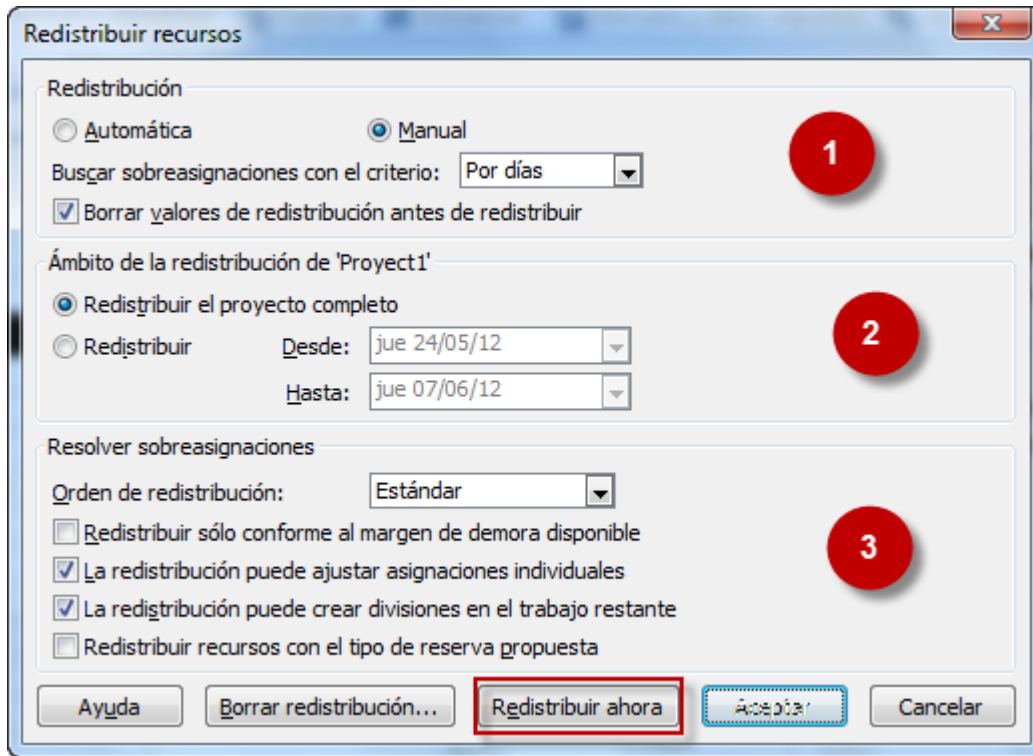 Redistribuir recursos
Redistribución
Automática Manual
Buscar sobreasignaciones con el criterio: Por días
Borrar valores de redistribución antes de redistribuir
1
Ámbito de la redistribución de 'Proyect1'
Redistribuir el proyecto completo
Redistribuir Desde: jue 24/05/12
Hasta: jue 07/06/12
2
Resolver sobreasignaciones
Orden de redistribución: Estándar
Redistribuir sólo conforme al margen de demora disponible
La redistribución puede ajustar asignaciones individuales
La redistribución puede crear divisiones en el trabajo restante
Redistribuir recursos con el tipo de reserva propuesta
3
Ayuda Borrar redistribución... Redistribuir ahora Aceptar Cancelar